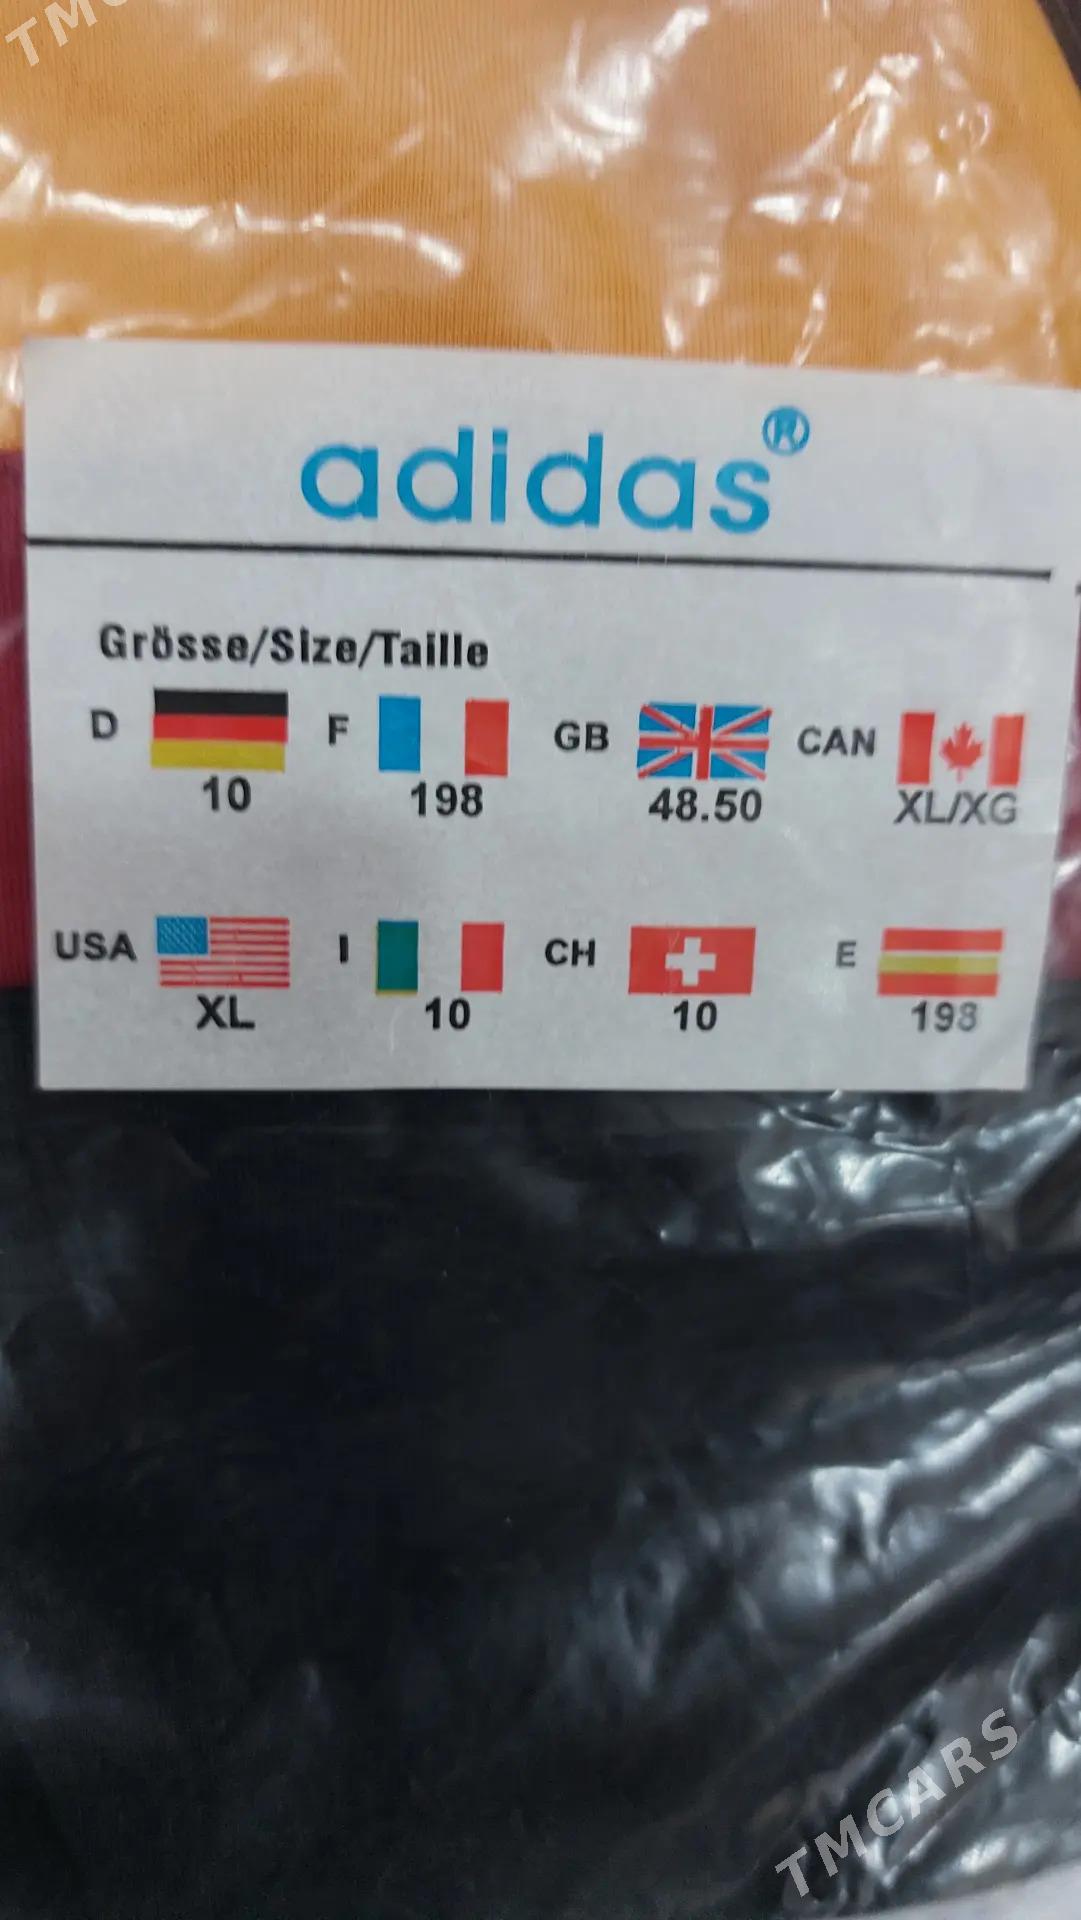 TMC
adidas®
Grösse/Size/Taille
D F GB CAN
10 198 48.50 XL/XG
USA I CH E
XL 10 10 198
TMCARS